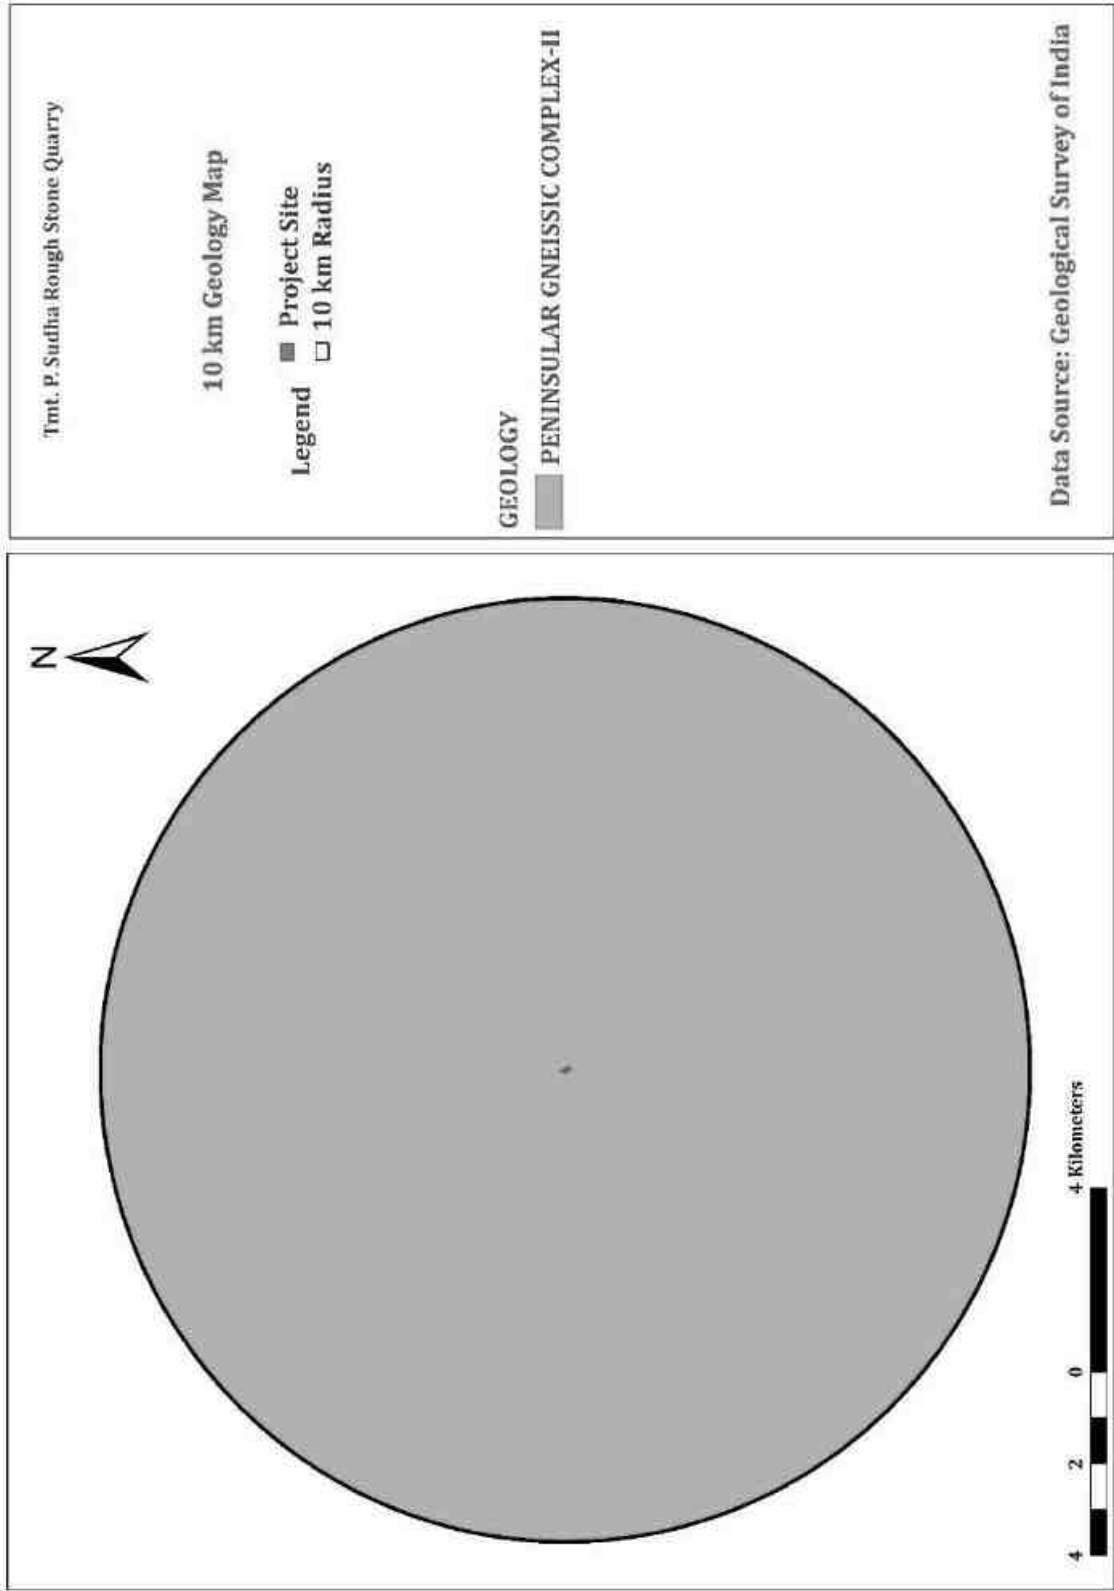 Tmt. P. Sudha Rough Stone Quarry
10 km Geology Map
Legend
Project Site
10 km Radius
GEOLOGY
PENINSULAR GNEISSIC COMPLEX-II
Data Source: Geological Survey of India
N
4 2 0 4 Kilometers